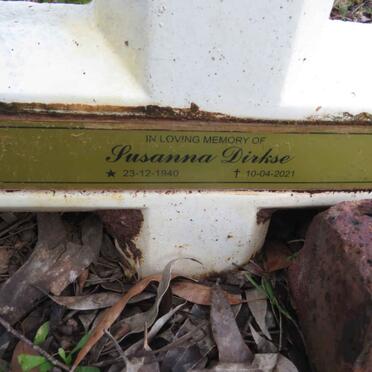 IN LOVING MEMORY OF
Susanna Dirkse
★ 23-12-1940 ✝ 10-04-2021